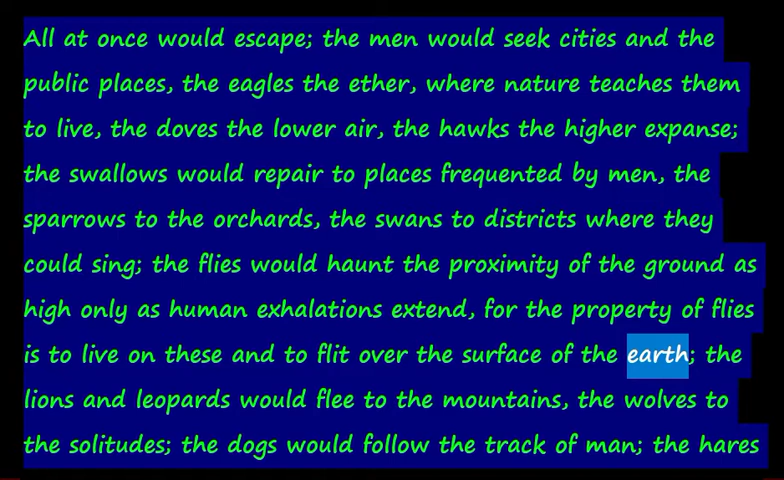 All at once would escape; the men would seek cities and the
public places, the eagles the ether, where nature teaches them
to live, the doves the lower air, the hawks the higher expanse;
the swallows would repair to places frequented by men, the
sparrows to the orchards, the swans to districts where they
could sing; the flies would haunt the proximity of the ground as
high only as human exhalations extend, for the property of flies
is to live on these and to flit over the surface of the earth; the
lions and leopards would flee to the mountains, the wolves to
the solitudes; the dogs would follow the track of man; the hares